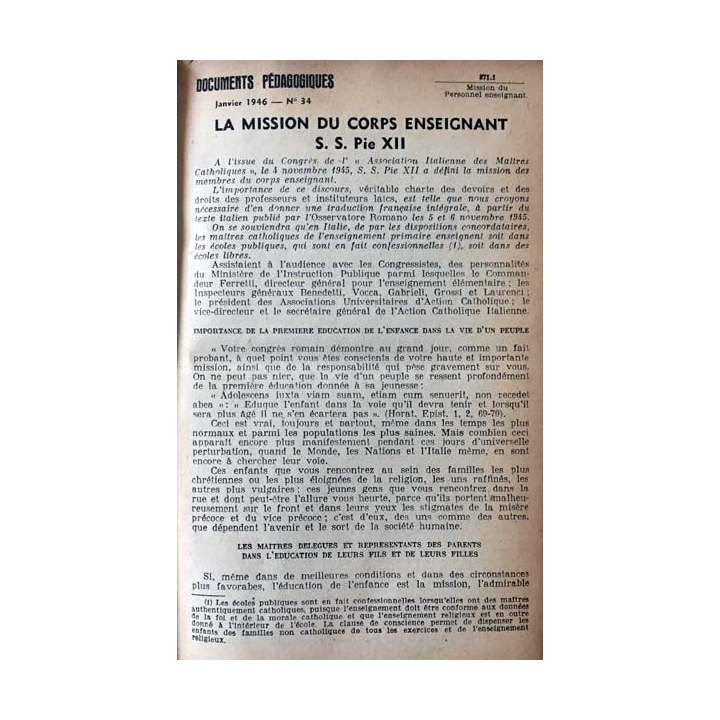 DOCUMENTS PÉDAGOGIQUES
Janvier 1946 — N° 34
371.1
Mission du
Personnel enseignant.
LA MISSION DU CORPS ENSEIGNANT
S. S. Pie XII
A l'issue du Congrès de l' « Association Italienne des Maîtres
Catholiques », le 4 novembre 1945, S. S. Pie XII a défini la mission des
membres du corps enseignant.
L'importance de ce discours, véritable charte des devoirs et des
droits des professeurs et instituteurs laïcs, est telle que nous croyons
nécessaire d'en donner une traduction française intégrale, à partir du
texte italien publié par l'Osservatore Romano les 5 et 6 novembre 1945.
On se souviendra qu'en Italie, de par les dispositions concordataires,
les maîtres catholiques de l'enseignement primaire enseignent soit dans
les écoles publiques, qui sont en fait confessionnelles (1), soit dans des
écoles libres.
Assistaient à l'audience avec les Congressistes, des personnalités
du Ministère de l'Instruction Publique parmi lesquelles le Comman-
deur Ferretti, directeur général pour l'enseignement élémentaire ; les
Inspecteurs généraux Benedetti, Vocca, Gabrieli, Grossi et Laurenci ;
le président des Associations Universitaires d'Action Catholique ; le
vice-directeur et le secrétaire général de l'Action Catholique Italienne.
IMPORTANCE DE LA PREMIERE EDUCATION DE L'ENFANCE DANS LA VIE D'UN PEUPLE
« Votre congrès romain démontre au grand jour, comme un fait
probant, à quel point vous êtes conscients de votre haute et importante
mission, ainsi que de la responsabilité qui pèse gravement sur vous.
On ne peut pas nier, que la vie d'un peuple se ressent profondément
de la première éducation donnée à sa jeunesse :
« Adolescens iuxta viam suam, etiam cum senuerit, non recedet
abea » : « Eduque l'enfant dans la voie qu'il devra tenir et lorsqu'il
sera plus âgé il ne s'en écartera pas ». (Horat. Epist. 1, 2, 69-70).
Ceci est vrai, toujours et partout, même dans les temps les plus
normaux et parmi les populations les plus saines. Mais combien ceci
apparaît encore plus manifestement pendant ces jours d'universelle
perturbation, quand le Monde, les Nations et l'Italie même, en sont
encore à chercher leur voie.
Ces enfants que vous rencontrez au sein des familles les plus
chrétiennes ou les plus éloignées de la religion, les uns raffinés, les
autres plus vulgaires ; ces jeunes gens que vous rencontrez dans la
rue et dont peut-être l'allure vous heurte, parce qu'ils portent malheu-
reusement sur le front et dans leurs yeux les stigmates de la misère
précoce et du vice précoce ; c'est d'eux, des uns comme des autres,
que dépendent l'avenir et le sort de la société humaine.
LES MAITRES DELEGUES ET REPRESENTANTS DES PARENTS
DANS L'EDUCATION DE LEURS FILS ET DE LEURS FILLES
Si, même dans de meilleures conditions et dans des circonstances
plus favorables, l'éducation de l'enfance est la mission, l'admirable
(1) Les écoles publiques sont en fait confessionnelles lorsqu'elles ont des maîtres
authentiquement catholiques, puisque l'enseignement doit être conforme aux données
de la foi et de la morale catholique et que l'enseignement religieux est en outre
donné à l'intérieur de l'école. La clause de conscience permet de dispenser les
enfants des familles non catholiques de tous les exercices et de l'enseignement
religieux.